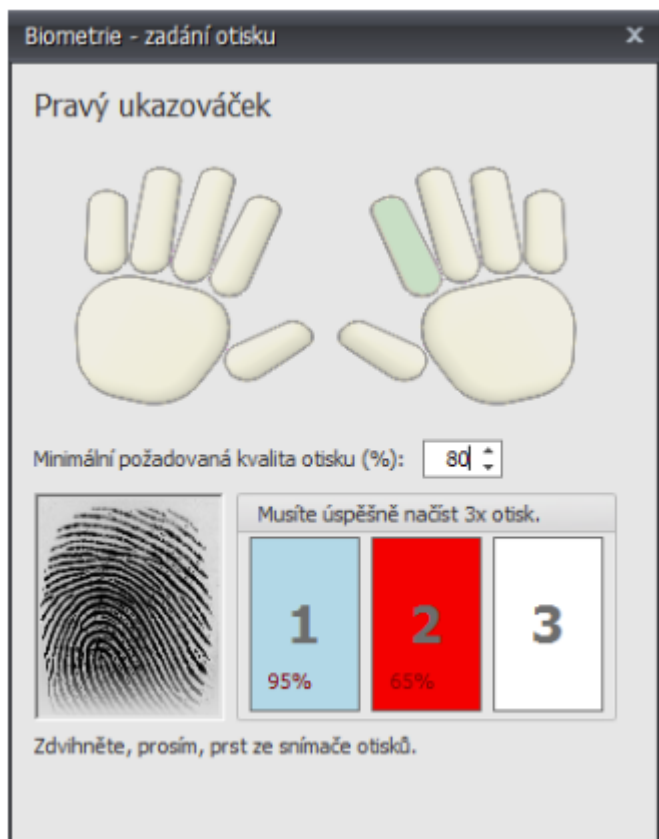 Biometrie - zadání otisku
Pravý ukazováček
Minimální požadovaná kvalita otisku (%): 80
Musíte úspěšně načíst 3x otisk.
1 2 3
95% 65%
Zdvihněte, prosím, prst ze snímače otisků.